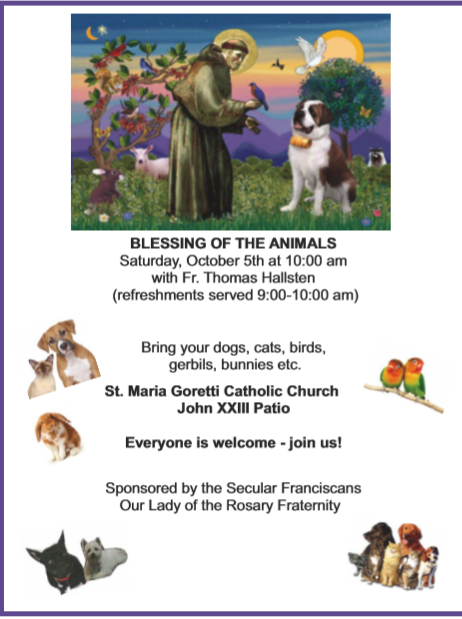 BLESSING OF THE ANIMALS
Saturday, October 5th at 10:00 am
with Fr. Thomas Hallsten
(refreshments served 9:00-10:00 am)
Bring your dogs, cats, birds,
gerbils, bunnies etc.
St. Maria Goretti Catholic Church
John XXIII Patio
Everyone is welcome - join us!
Sponsored by the Secular Franciscans
Our Lady of the Rosary Fraternity